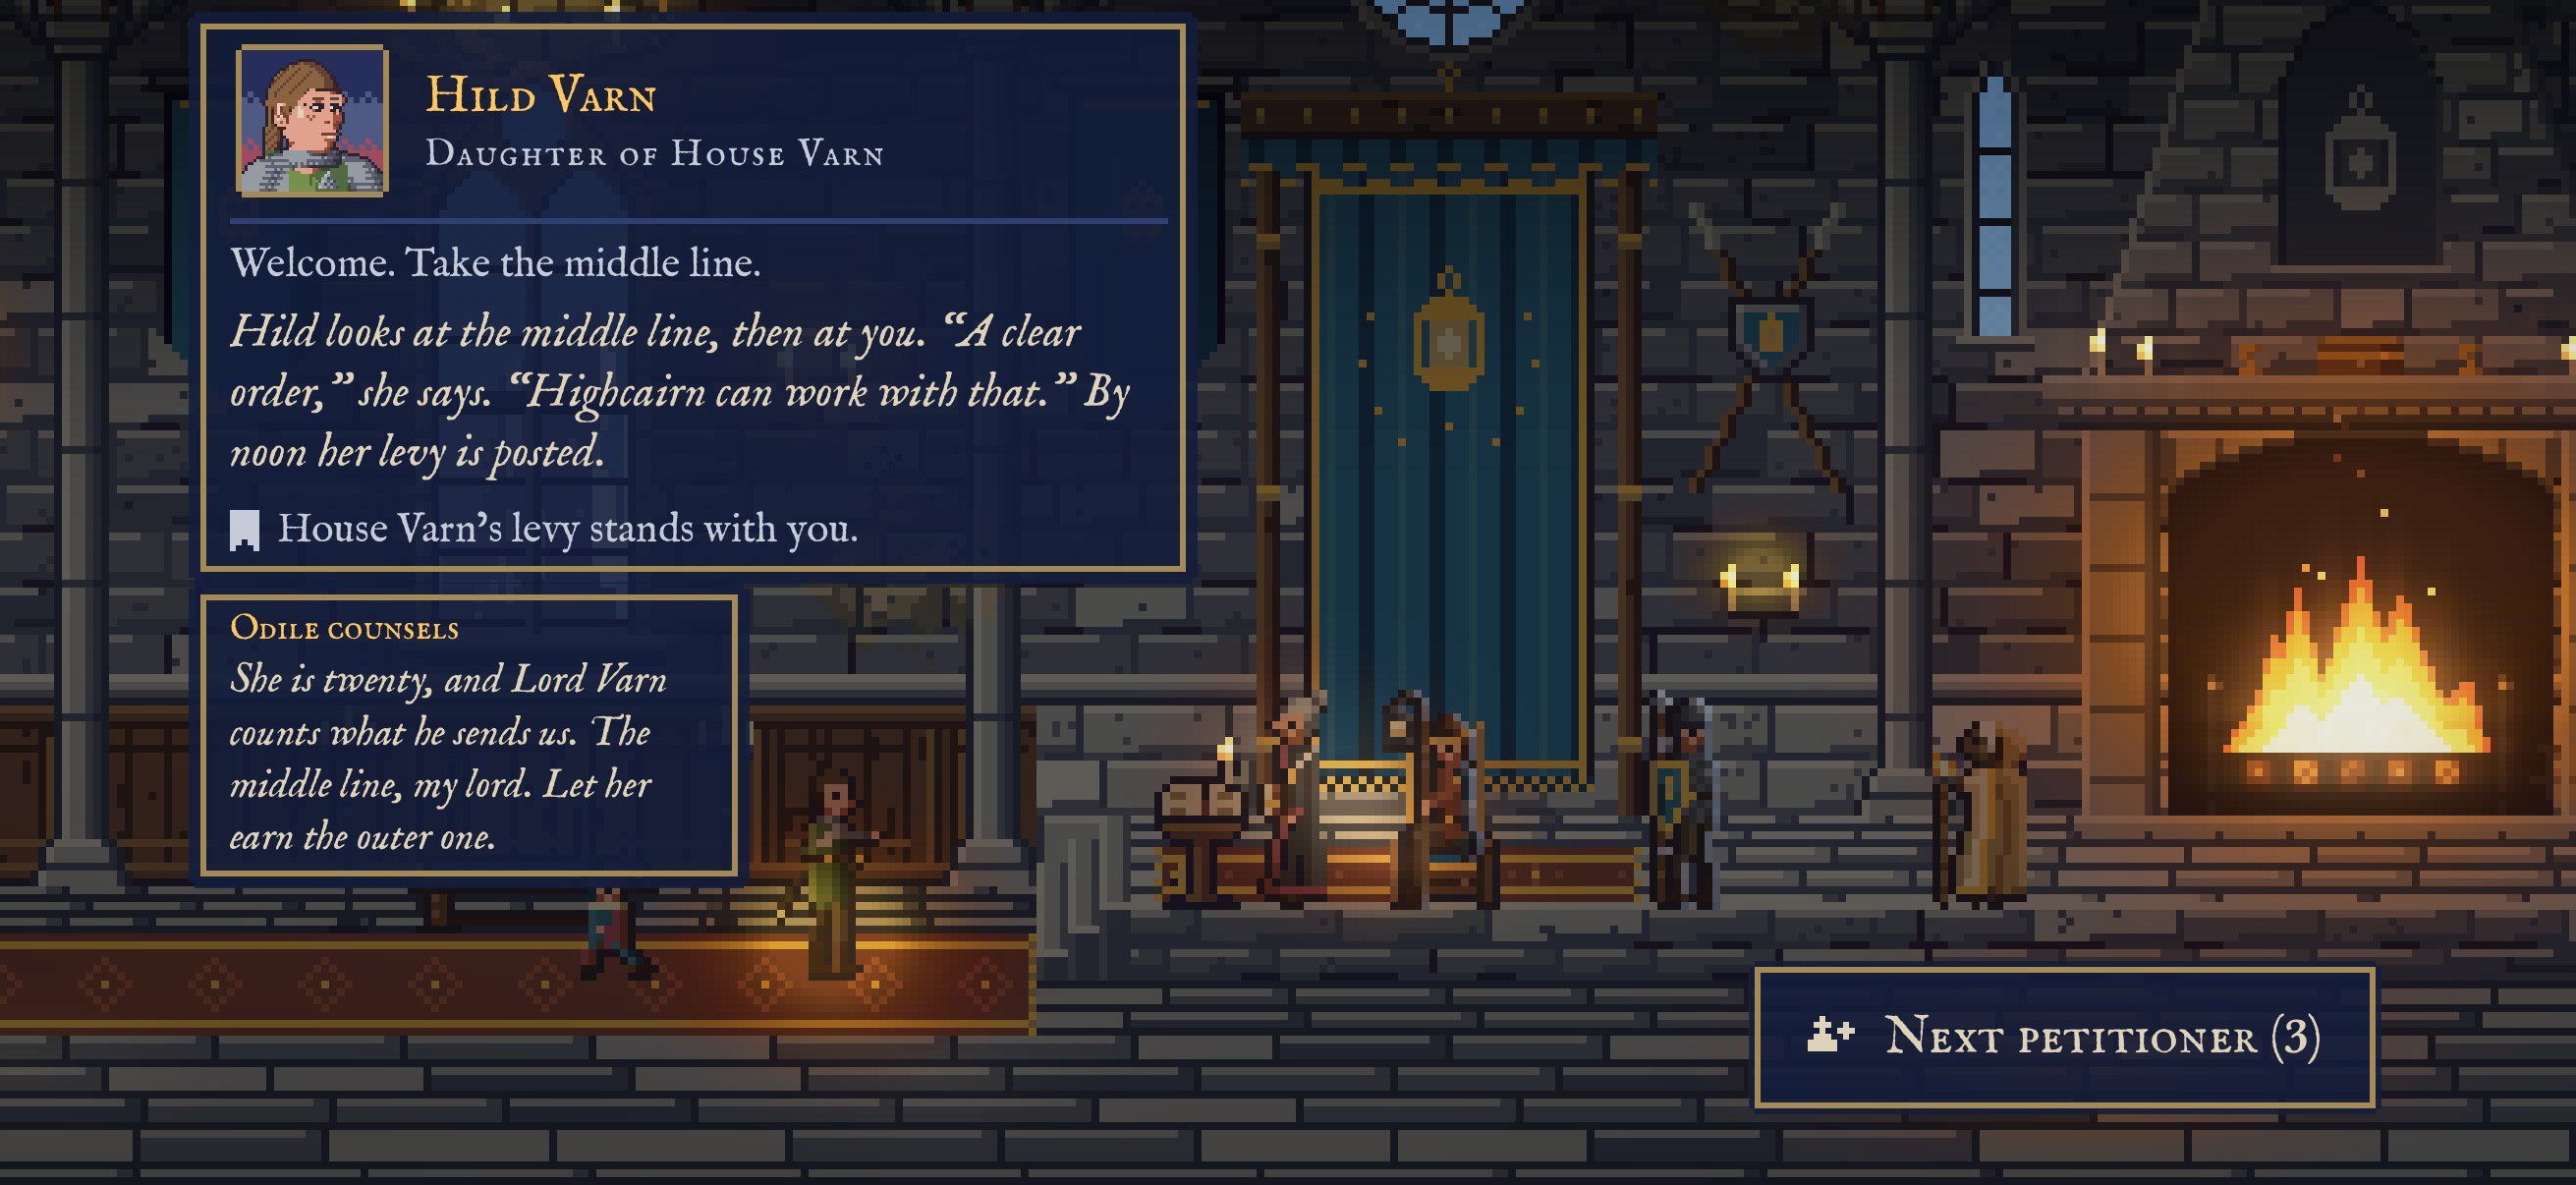 Hild Varn
Daughter of House Varn
Welcome. Take the middle line.
Hild looks at the middle line, then at you. “A clear
order,” she says. “Highcairn can work with that.” By
noon her levy is posted.
House Varn’s levy stands with you.
Odile counsels
She is twenty, and Lord Varn
counts what he sends us. The
middle line, my lord. Let her
earn the outer one.
Next petitioner (3)